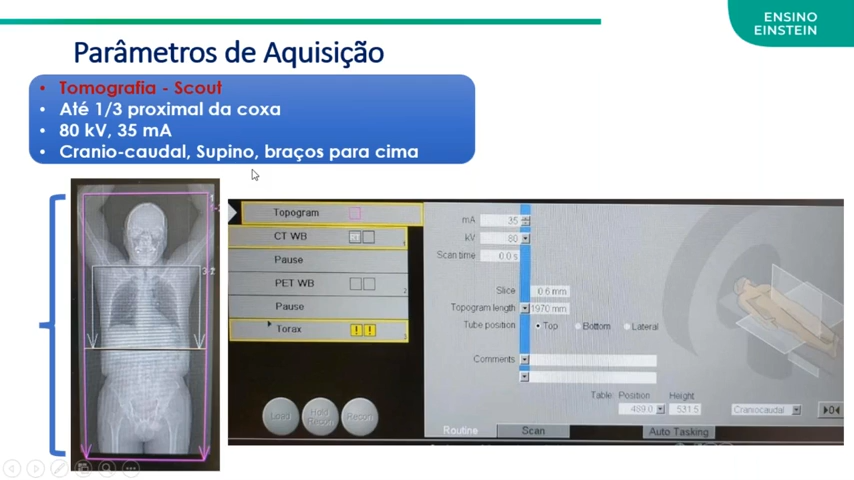 ENSINO
EINSTEIN
Parâmetros de Aquisição
• Tomografia - Scout
• Até 1/3 proximal da coxa
• 80 kV, 35 mA
• Cranio-caudal, Supino, braços para cima
Topogram
CT WB
Pause
PET WB
Pause
Torax
Load
Hold Recon
Recon
mA 35
kV 80
Scan time 0.0 s
Slice 0.6 mm
Topogram length 1970 mm
Tube position Top Bottom Lateral
Comments
Table: Position Height
489.0 531.5 Craniocaudal
Routine Scan Auto Tasking